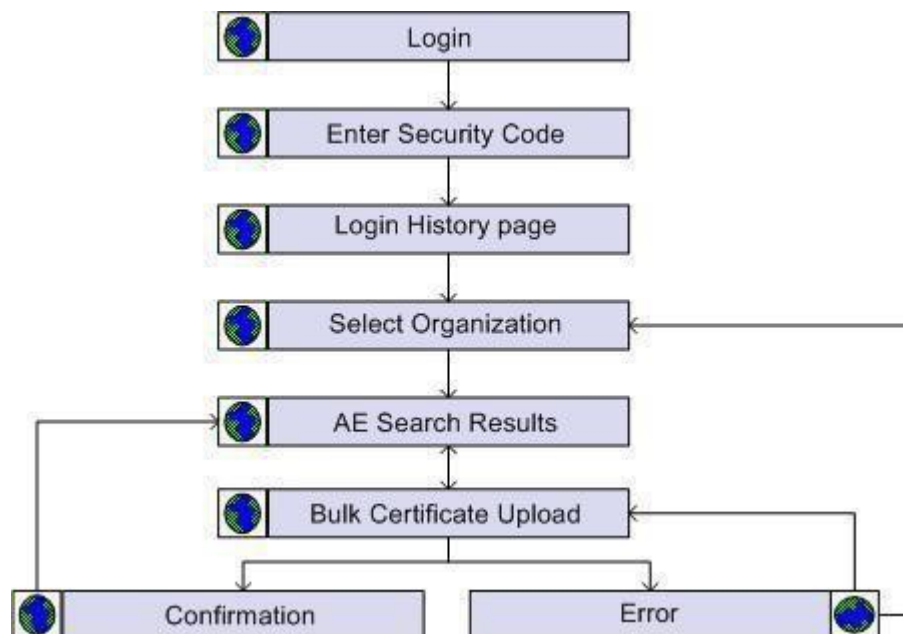 Login
Enter Security Code
Login History page
Select Organization
AE Search Results
Bulk Certificate Upload
Confirmation
Error